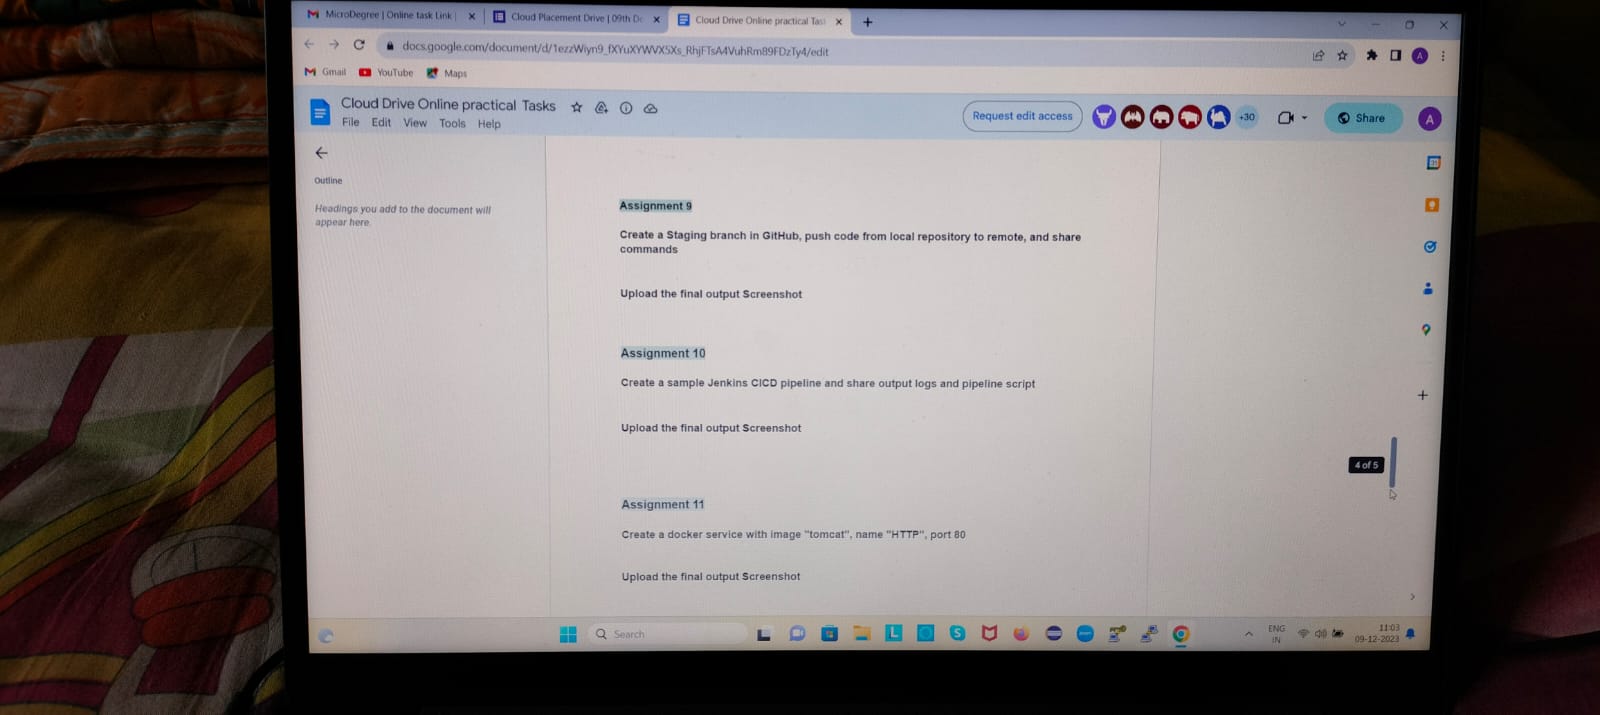 MicroDegree | Online task Link |
Cloud Placement Drive | 09th De
Cloud Drive Online practical Tas
docs.google.com/document/d/1ezzWiyn9_fXYuXYWVX5Xs_RhjFTsA4VuhRm89FDzTy4/edit
Gmail YouTube Maps
Cloud Drive Online practical Tasks
File Edit View Tools Help
Request edit access
+30
Share
A
Outline
Headings you add to the document will
appear here.
Assignment 9
Create a Staging branch in GitHub, push code from local repository to remote, and share
commands
Upload the final output Screenshot
Assignment 10
Create a sample Jenkins CICD pipeline and share output logs and pipeline script
Upload the final output Screenshot
4 of 5
Assignment 11
Create a docker service with image "tomcat", name "HTTP", port 80
Upload the final output Screenshot
Search
ENG
IN
11:03
09-12-2023